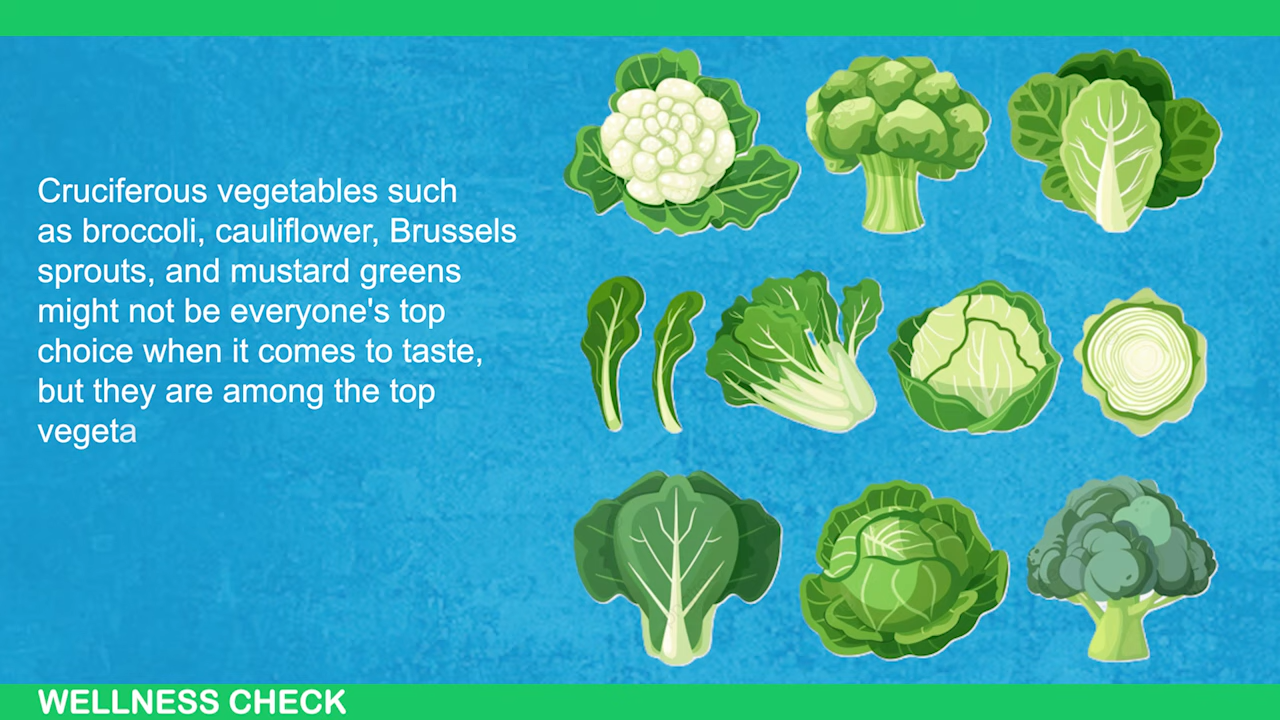 Cruciferous vegetables such
as broccoli, cauliflower, Brussels
sprouts, and mustard greens
might not be everyone's top
choice when it comes to taste,
but they are among the top
vegeta
WELLNESS CHECK